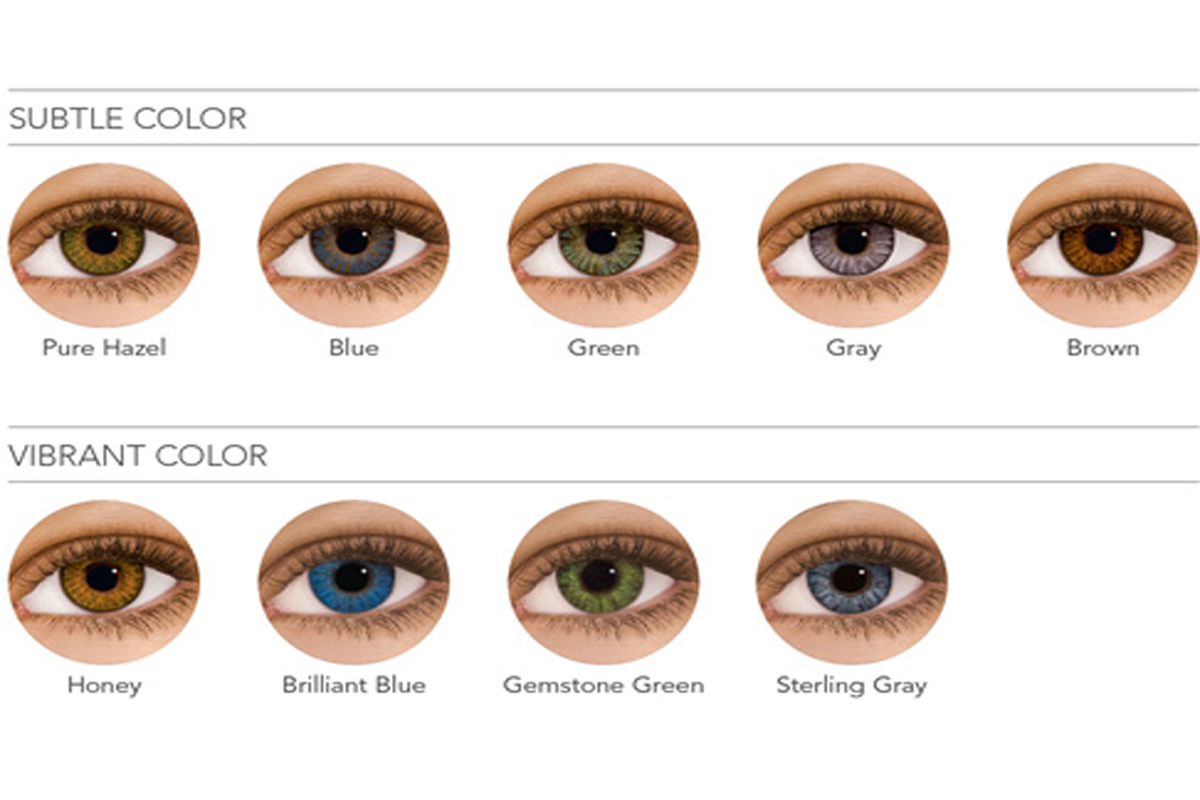 SUBTLE COLOR
Pure Hazel
Blue
Green
Gray
Brown
VIBRANT COLOR
Honey
Brilliant Blue
Gemstone Green
Sterling Gray